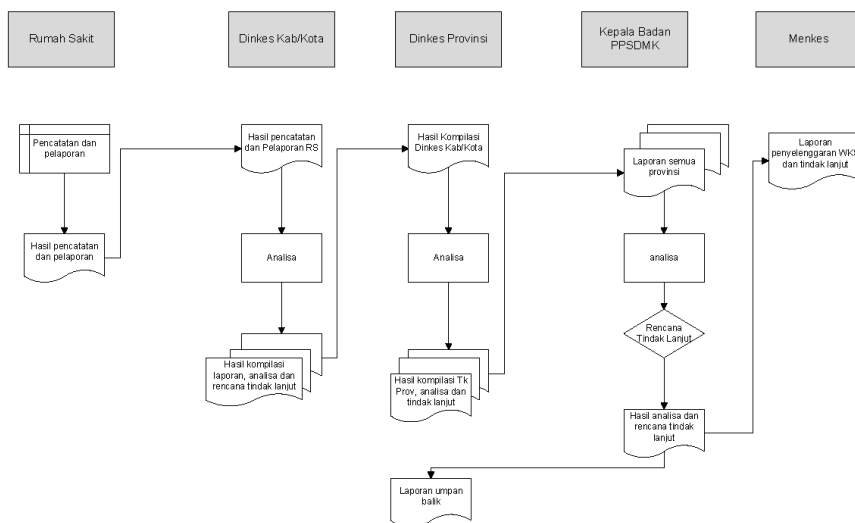 Rumah Sakit
Dinkes Kab/Kota
Dinkes Provinsi
Kepala Badan
PPSDMK
Menkes
Pencatatan dan
pelaporan
Hasil pencatatan
dan pelaporan
Hasil pencatatan
dan Pelaporan RS
Analisa
Hasil kompilasi
laporan, analisa dan
rencana tindak lanjut
Hasil Kompilasi
Dinkes Kab/Kota
Analisa
Hasil kompilasi Tk
Prov, analisa dan
tindak lanjut
Laporan semua
provinsi
analisa
Rencana
Tindak Lanjut
Hasil analisa dan
rencana tindak
lanjut
Laporan umpan
balik
Laporan
penyelenggaran WKS
dan tindak lanjut